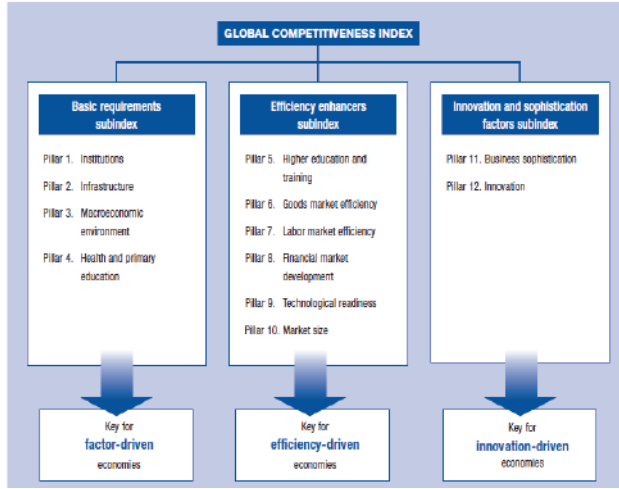 GLOBAL COMPETITIVENESS INDEX
Basic requirements
subindex
Pillar 1. Institutions
Pillar 2. Infrastructure
Pillar 3. Macroeconomic
environment
Pillar 4. Health and primary
education
Key for
factor-driven
economies
Efficiency enhancers
subindex
Pillar 5. Higher education and
training
Pillar 6. Goods market efficiency
Pillar 7. Labor market efficiency
Pillar 8. Financial market
development
Pillar 9. Technological readiness
Pillar 10. Market size
Key for
efficiency-driven
economies
Innovation and sophistication
factors subindex
Pillar 11. Business sophistication
Pillar 12. Innovation
Key for
innovation-driven
economies